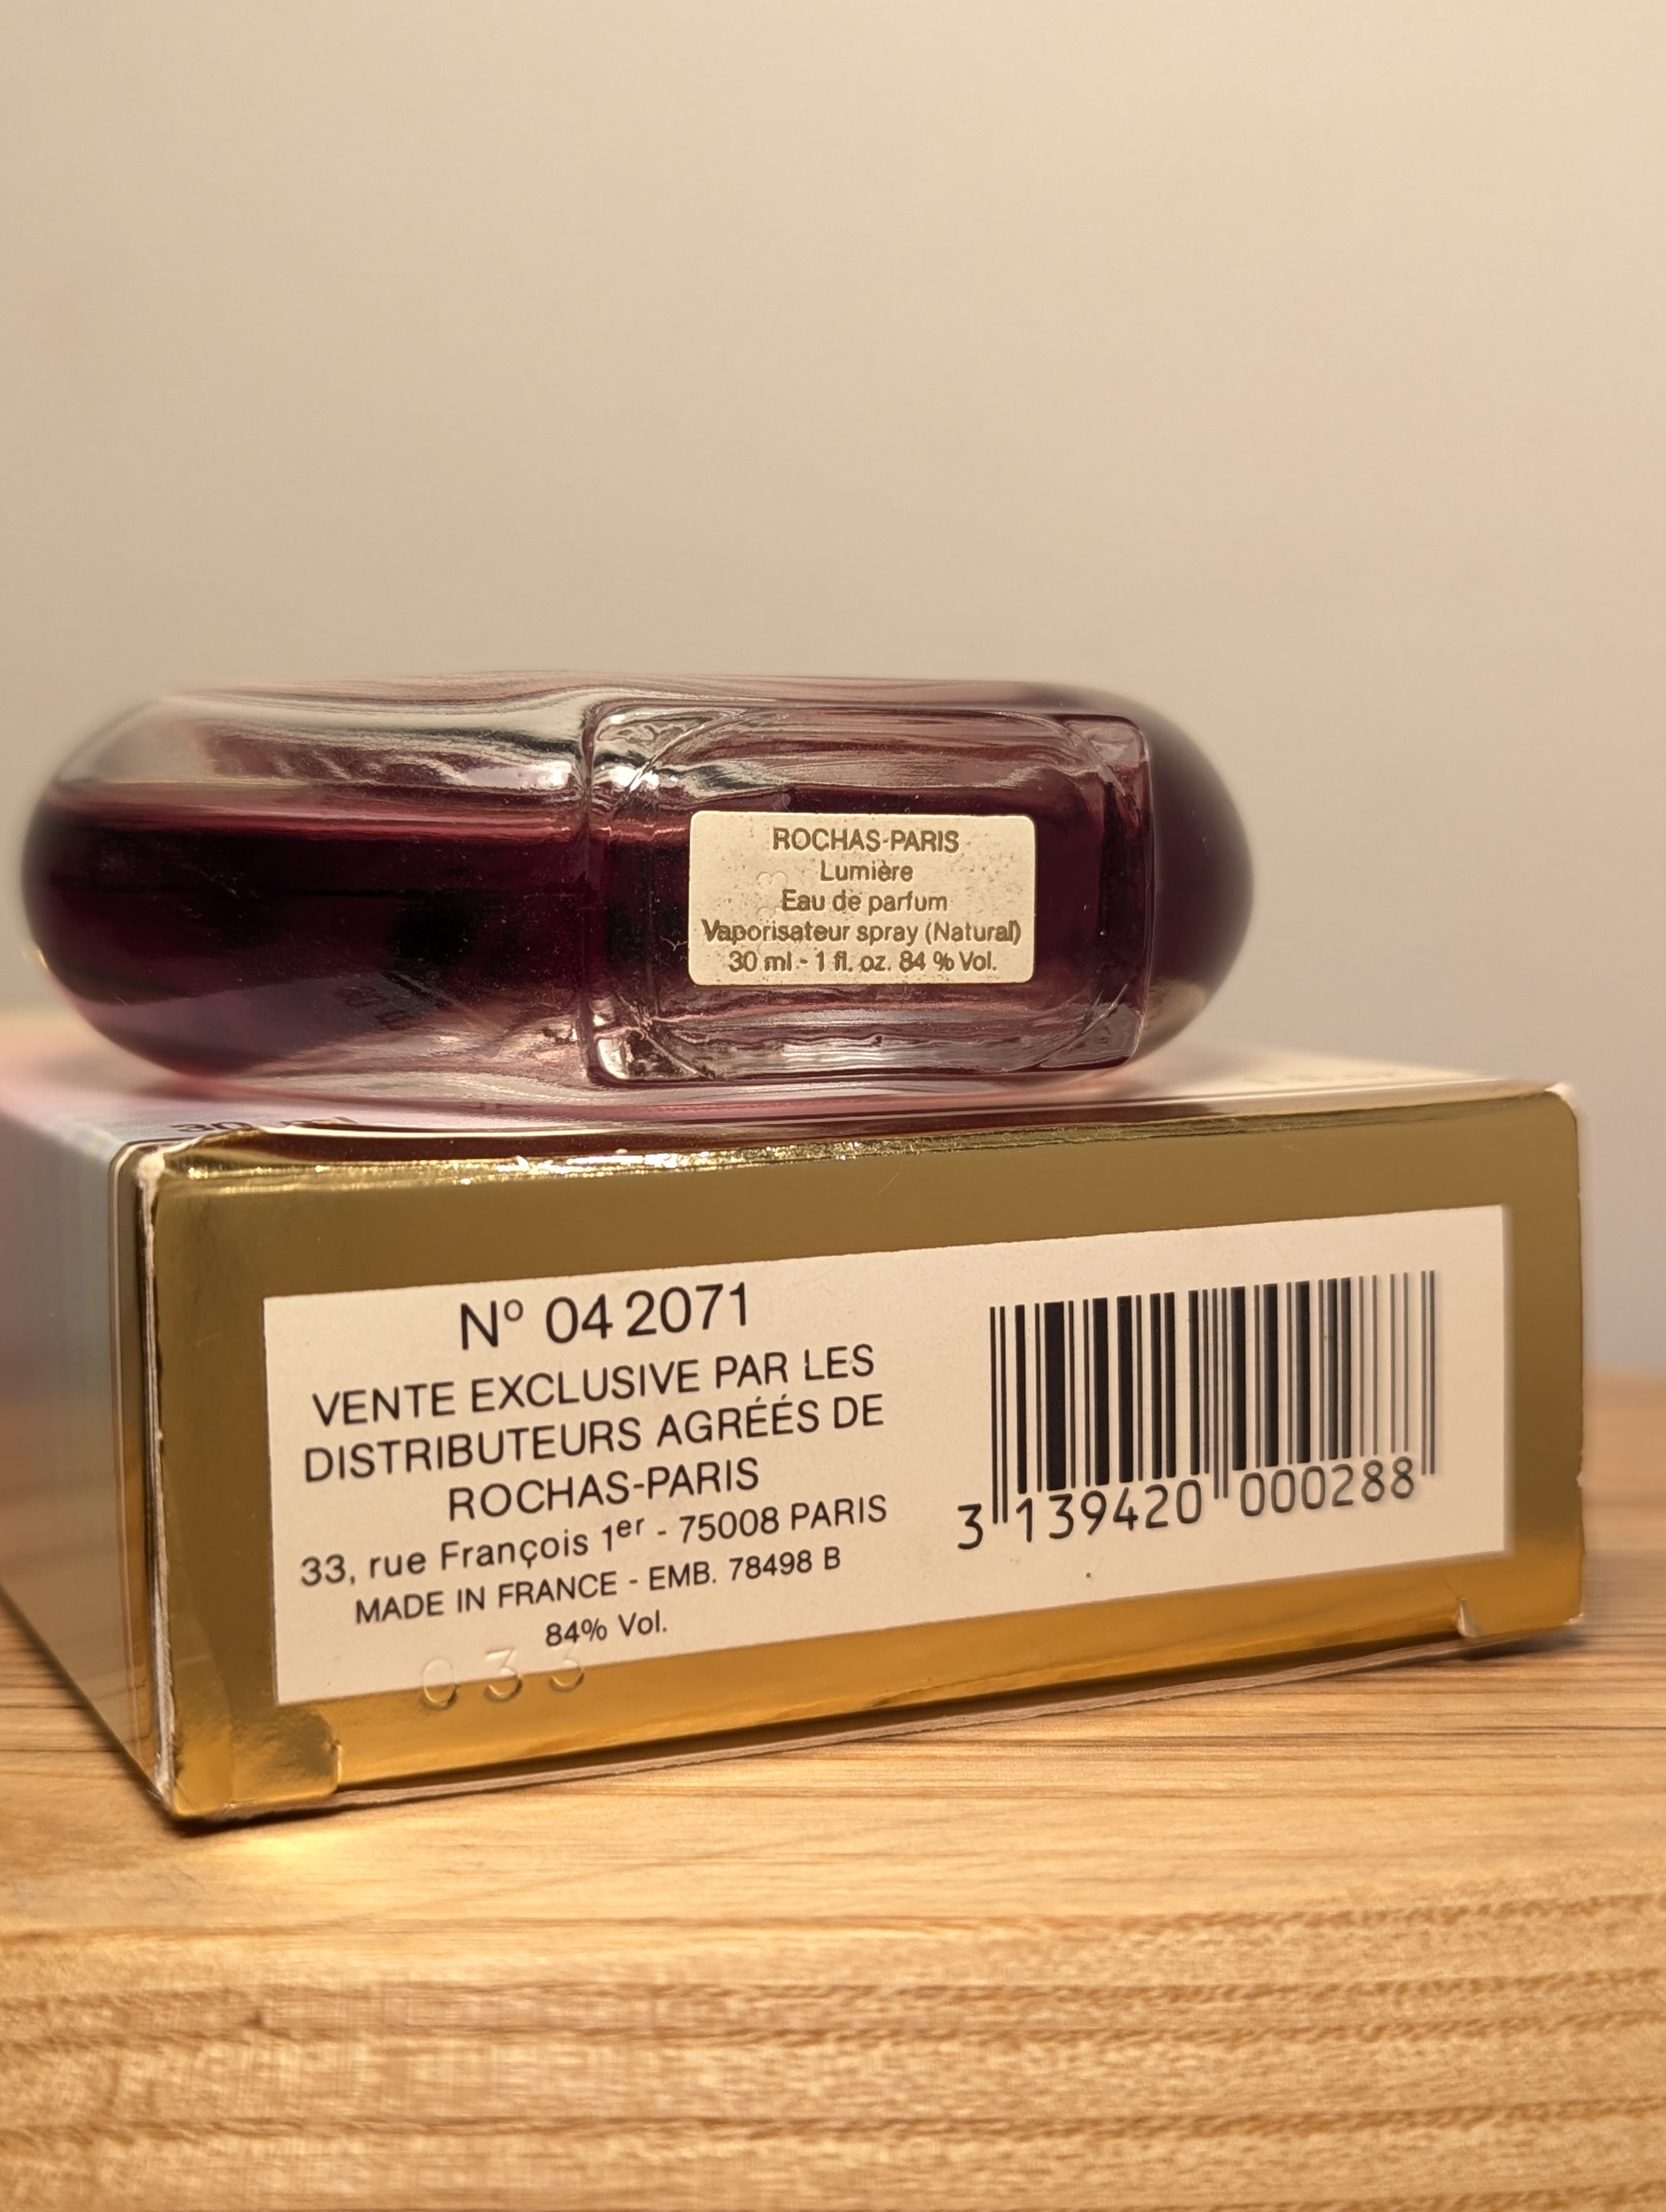 ROCHAS-PARIS
Lumière
Eau de parfum
Vaporisateur spray (Natural)
30 ml - 1 fl. oz. 84 % Vol.
Nº 04 2071
VENTE EXCLUSIVE PAR LES
DISTRIBUTEURS AGRÉÉS DE
ROCHAS-PARIS
33, rue François 1er - 75008 PARIS
MADE IN FRANCE - EMB. 78498 B
84% Vol.
033
3 139420 000288